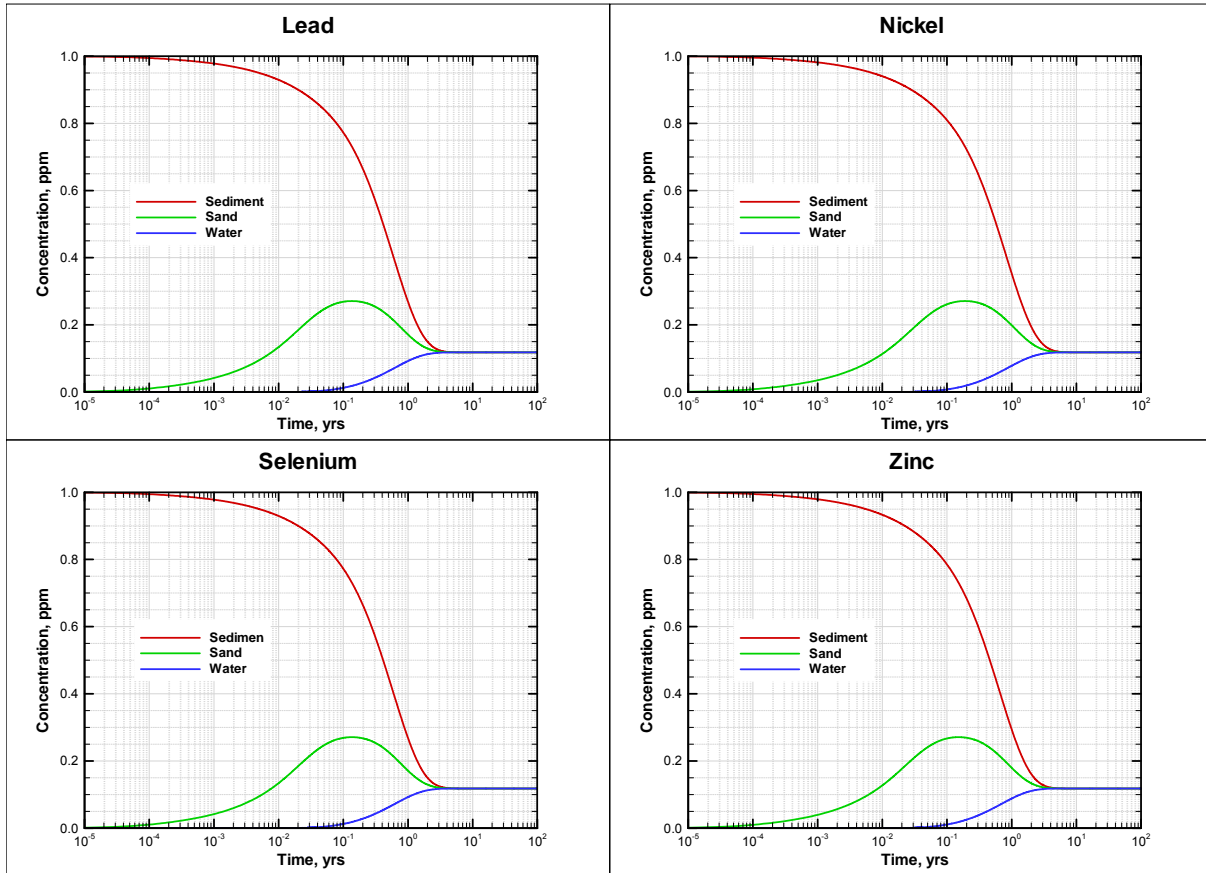 Lead
Concentration, ppm
1.0
0.8
0.6
0.4
0.2
0.0
Sediment
Sand
Water
10-5 10-4 10-3 10-2 10-1 100 101 102
Time, yrs
Nickel
Concentration, ppm
1.0
0.8
0.6
0.4
0.2
0.0
Sediment
Sand
Water
10-5 10-4 10-3 10-2 10-1 100 101 102
Time, yrs
Selenium
Concentration, ppm
1.0
0.8
0.6
0.4
0.2
0.0
Sedimen
Sand
Water
10-5 10-4 10-3 10-2 10-1 100 101 102
Time, yrs
Zinc
Concentration, ppm
1.0
0.8
0.6
0.4
0.2
0.0
Sediment
Sand
Water
10-5 10-4 10-3 10-2 10-1 100 101 102
Time, yrs